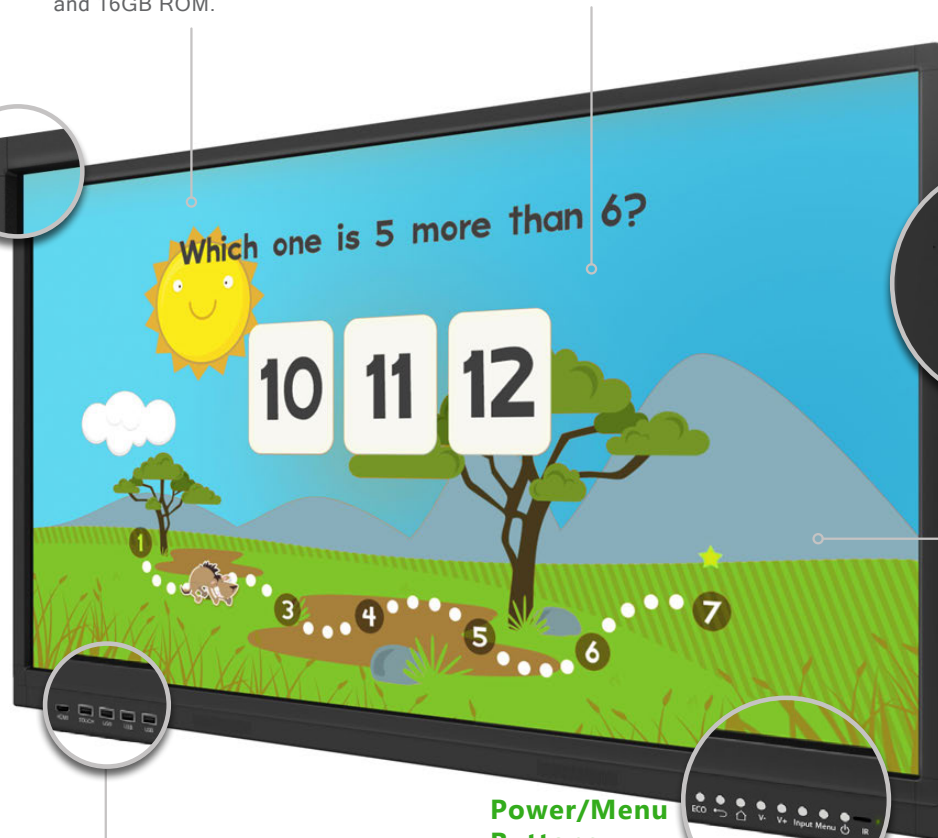 and 16GB ROM.
Which one is 5 more than 6?
10 11 12
1
3
4
5
6
7
HDMI TOUCH USB USB USB
ECO V- V+ Input Menu IR
Power/Menu